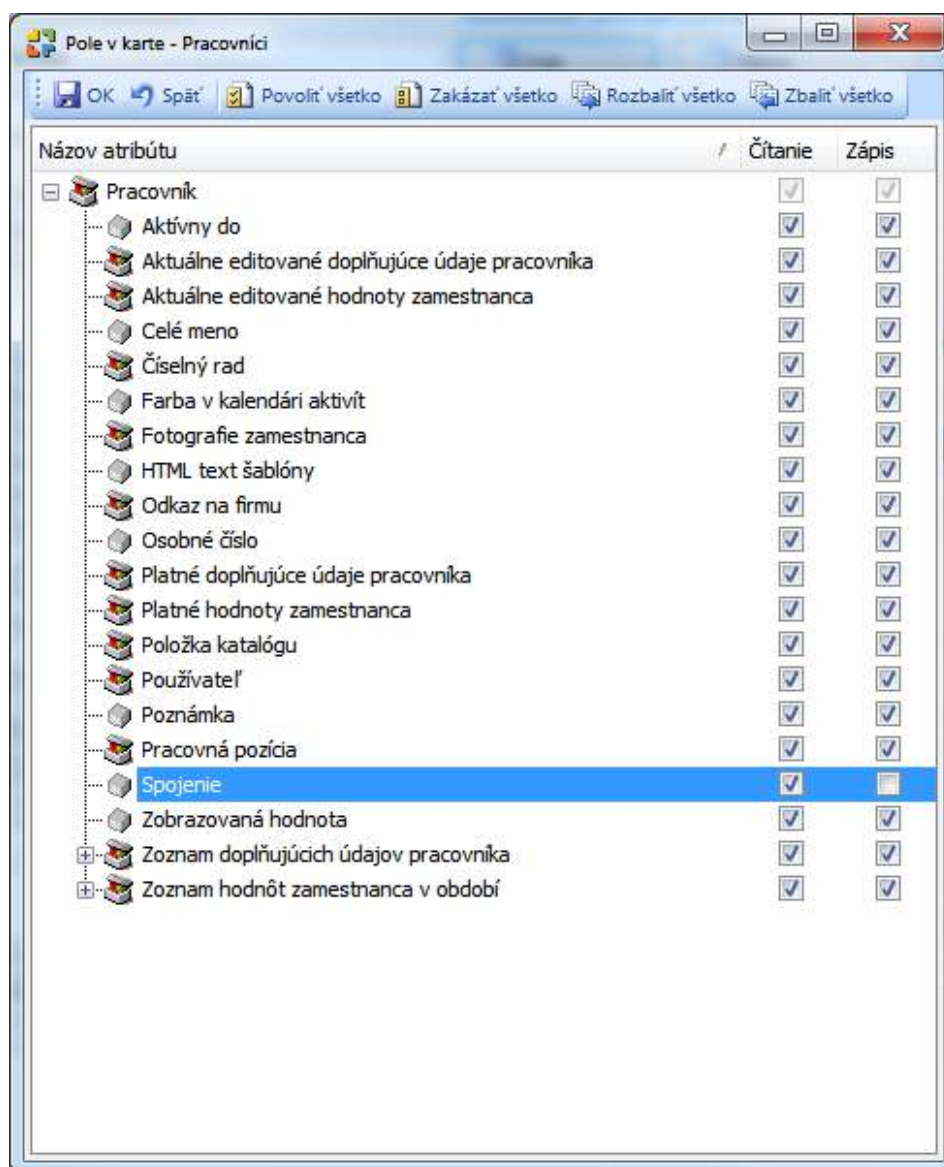 Pole v karte - Pracovníci
OK Späť Povoliť všetko Zakázať všetko Rozbaliť všetko Zbaliť všetko
Názov atribútu / Čítanie Zápis
Pracovník
Aktívny do
Aktuálne editované doplňujúce údaje pracovníka
Aktuálne editované hodnoty zamestnanca
Celé meno
Číselný rad
Farba v kalendári aktivít
Fotografie zamestnanca
HTML text šablóny
Odkaz na firmu
Osobné číslo
Platné doplňujúce údaje pracovníka
Platné hodnoty zamestnanca
Položka katalógu
Používateľ
Poznámka
Pracovná pozícia
Spojenie
Zobrazovaná hodnota
Zoznam doplňujúcich údajov pracovníka
Zoznam hodnôt zamestnanca v období